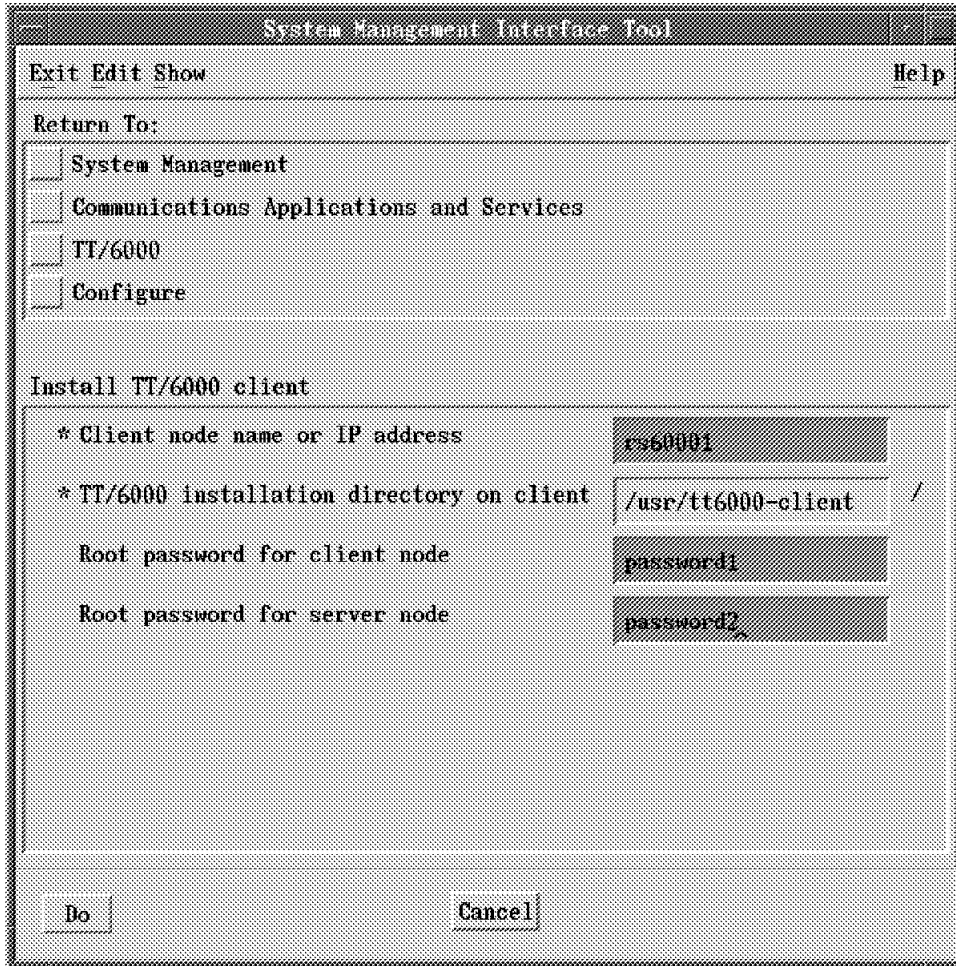 System Management Interface Tool
Exit Edit Show Help
Return To:
System Management
Communications Applications and Services
TT/6000
Configure
Install TT/6000 client
* Client node name or IP address rs60001
* TT/6000 installation directory on client /usr/tt6000-client /
Root password for client node password1
Root password for server node password2
Do Cancel